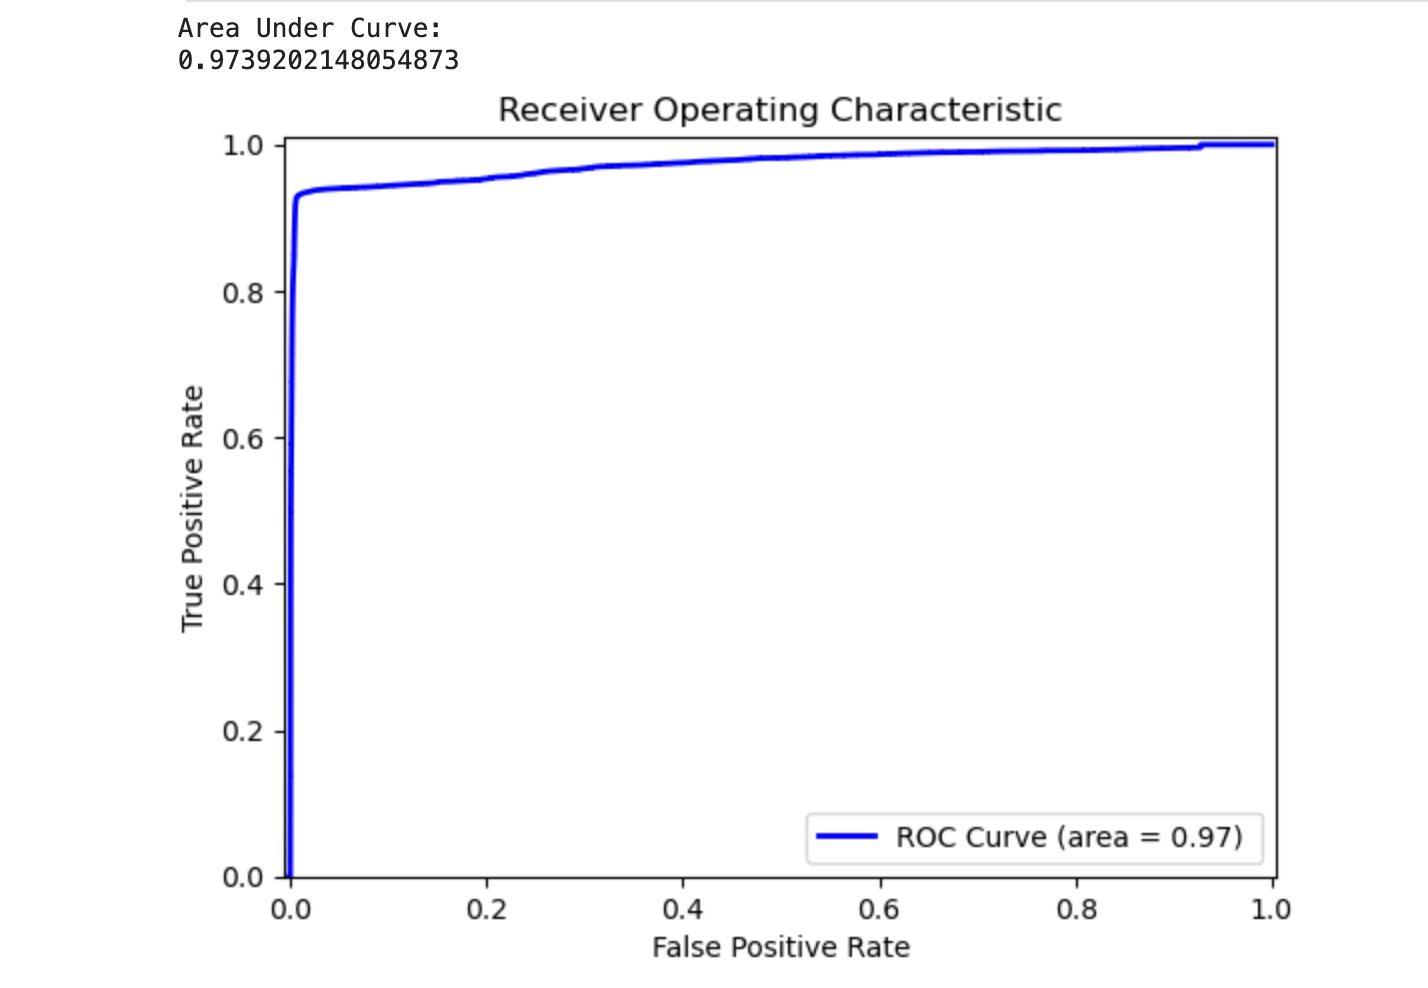 Area Under Curve:
0.9739202148054873
Receiver Operating Characteristic
1.0
0.8
0.6
0.4
0.2
0.0
True Positive Rate
ROC Curve (area = 0.97)
0.0 0.2 0.4 0.6 0.8 1.0
False Positive Rate